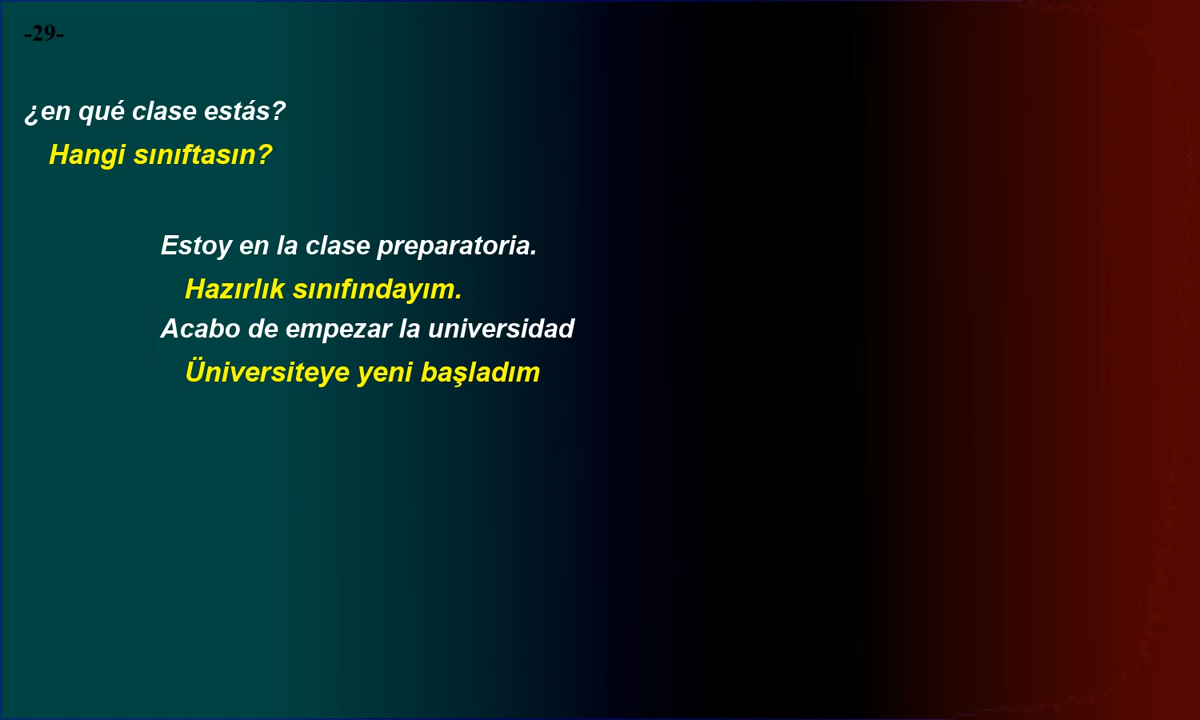 -29-
¿en qué clase estás?
Hangi sınıftasın?
Estoy en la clase preparatoria.
Hazırlık sınıfındayım.
Acabo de empezar la universidad
Üniversiteye yeni başladım